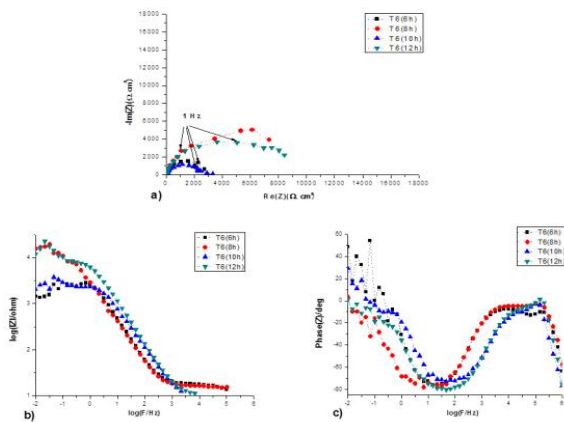 T6(6h)
T6(8h)
T6(10h)
T6(12h)
18000
16000
14000
12000
10000
8000
6000
4000
2000
0
-Im(Z)(Ω.cm²)
1 Hz
0 2000 4000 6000 8000 10000 12000 14000 16000 18000
Re(Z)(Ω.cm²)
a)
T6(6h)
T6(8h)
T6(10h)
T6(12h)
4
3
2
1
log|Z|/ohm
-2 -1 0 1 2 3 4 5 6
log(F/Hz)
b)
T6(6h)
T6(8h)
T6(10h)
T6(12h)
60
40
20
0
-20
-40
-60
-80
Phase(Z)/deg
-2 -1 0 1 2 3 4 5 6
log(F/Hz)
c)